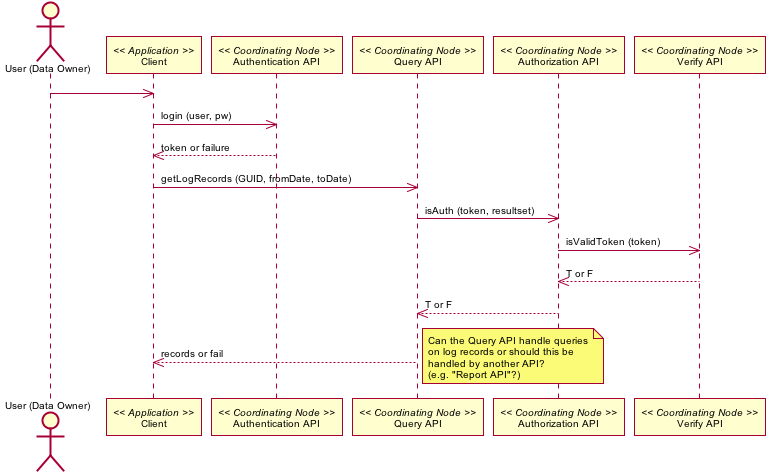 << Application >>
Client
<< Coordinating Node >>
Authentication API
<< Coordinating Node >>
Query API
<< Coordinating Node >>
Authorization API
<< Coordinating Node >>
Verify API
User (Data Owner)
login (user, pw)
token or failure
getLogRecords (GUID, fromDate, toDate)
isAuth (token, resultset)
isValidToken (token)
T or F
T or F
Can the Query API handle queries
on log records or should this be
handled by another API?
(e.g. "Report API"?)
records or fail
User (Data Owner)
<< Application >>
Client
<< Coordinating Node >>
Authentication API
<< Coordinating Node >>
Query API
<< Coordinating Node >>
Authorization API
<< Coordinating Node >>
Verify API